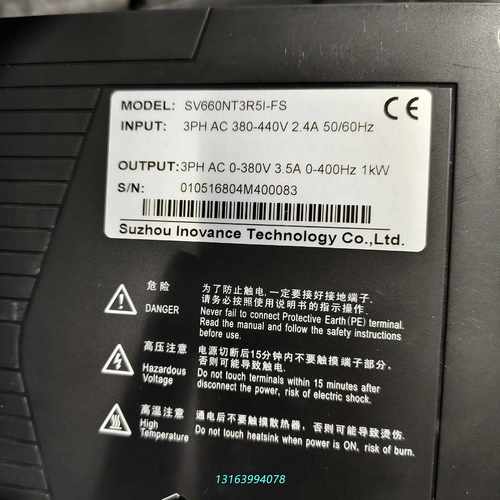 MODEL: SV660NT3R5I-FS
CE
INPUT: 3PH AC 380-440V 2.4A 50/60Hz
OUTPUT:3PH AC 0-380V 3.5A 0-400Hz 1kW
S/N: 010516804M400083
Suzhou Inovance Technology Co.,Ltd.
危险
DANGER
为了防止触电,一定要接好接地端子.
请务必按照使用说明书的指示操作.
Never fail to connect Protective Earth(PE) terminal.
Read the manual and follow the safety instructions
before use.
高压注意
Hazardous
Voltage
电源切断后15分钟内不要触摸端子部分,
否则可能导致触电.
Do not touch terminals within 15 minutes after
disconnect the power, risk of electric shock.
高温注意
High
Temperature
通电后不要触摸散热器，否则可能导致烫伤.
Do not touch heatsink when power is ON, risk of burn.
13163994078